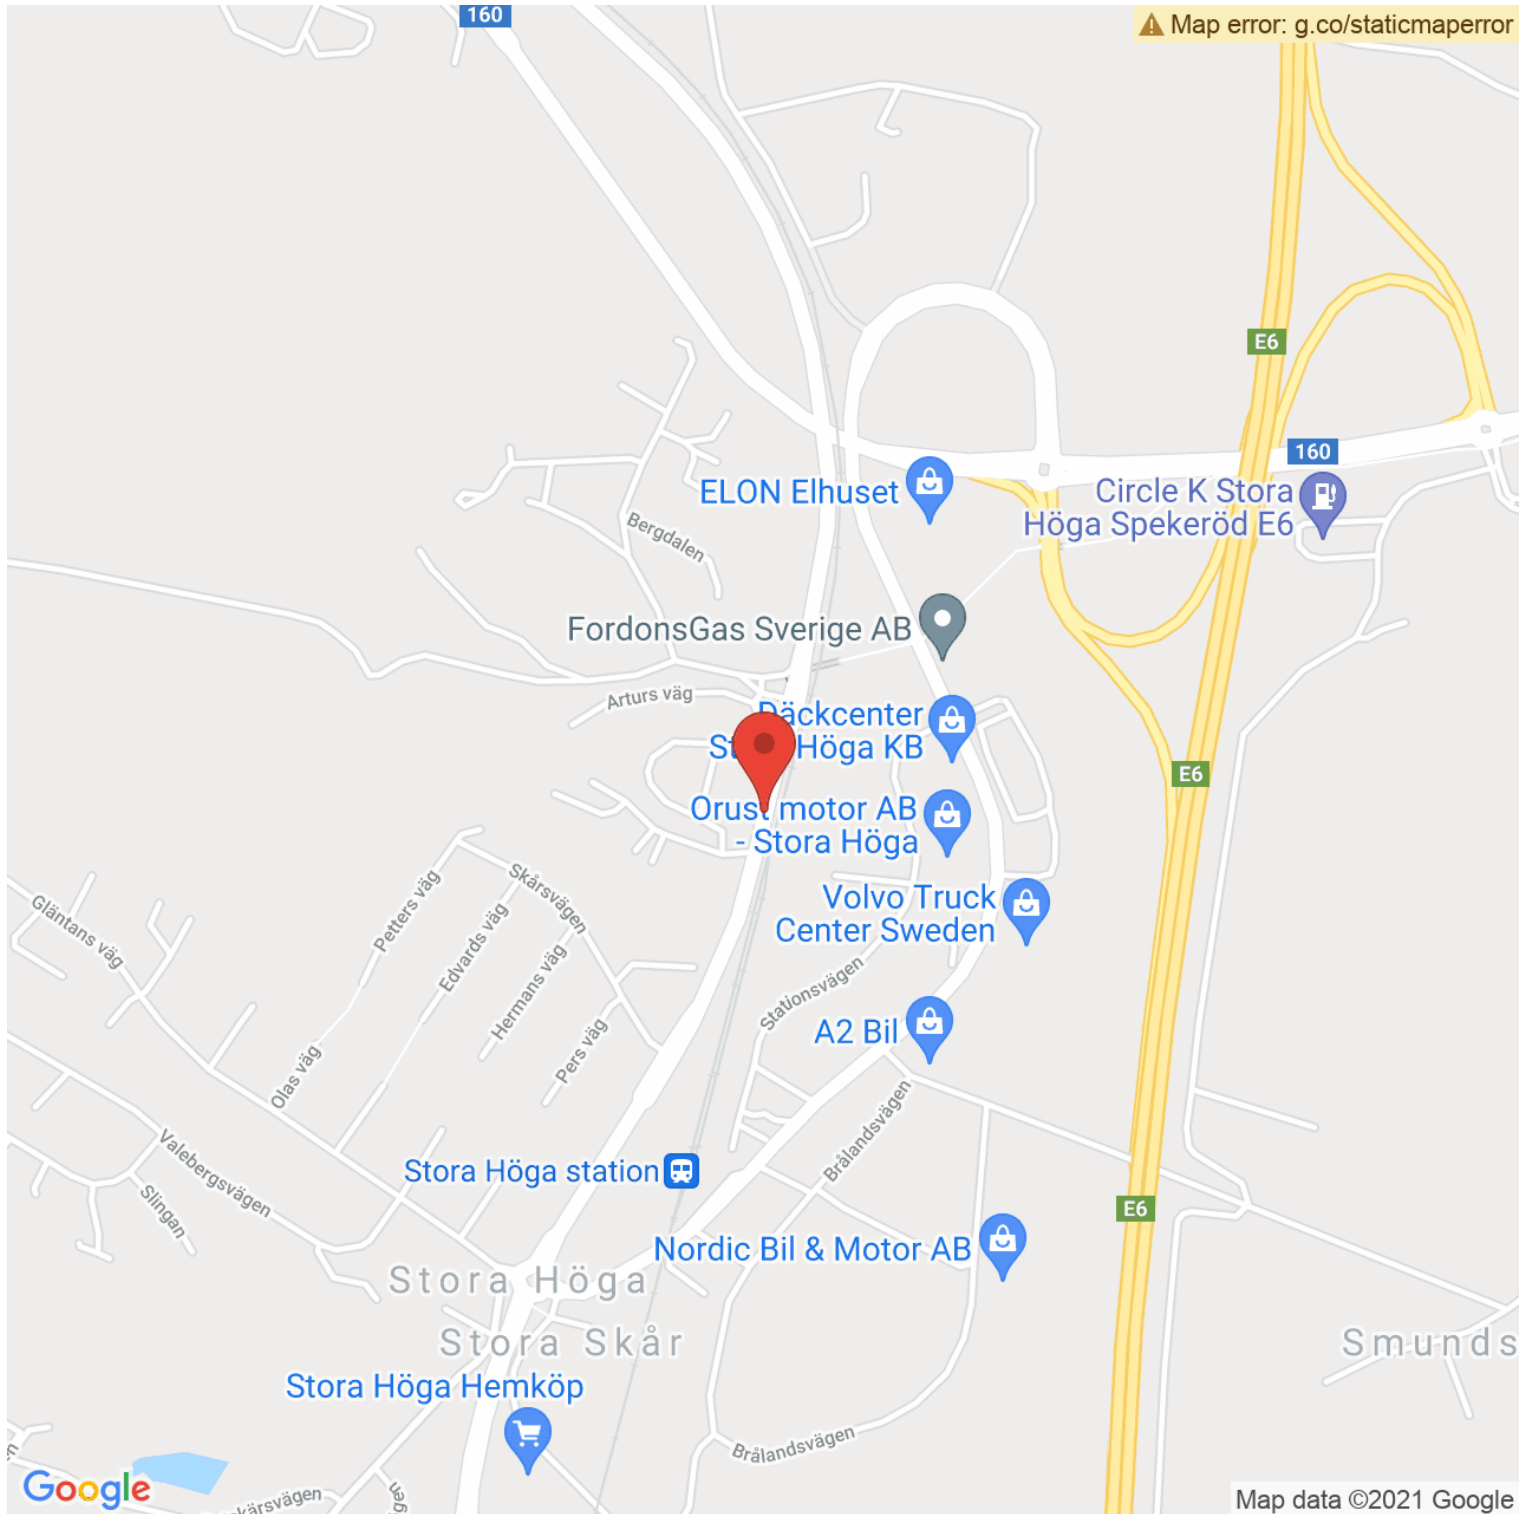 160
Map error: g.co/staticmaperror
E6
160
ELON Elhuset
Circle K Stora
Höga Spekeröd E6
Bergdalen
FordonsGas Sverige AB
Arturs väg
Däckcenter
Höga KB
E6
Orust motor AB
- Stora Höga
Skårsvägen
Petters väg
Volvo Truck
Center Sweden
Gläntans väg
Edvards väg
Hermans väg
Stationsvägen
A2 Bil
Pers väg
Olas väg
Brålandsvägen
Valebergsvägen
Stora Höga station
Slingan
E6
Nordic Bil & Motor AB
Stora Höga
Stora Skår
Smunds
Stora Höga Hemköp
Brålandsvägen
Google
Map data ©2021 Google